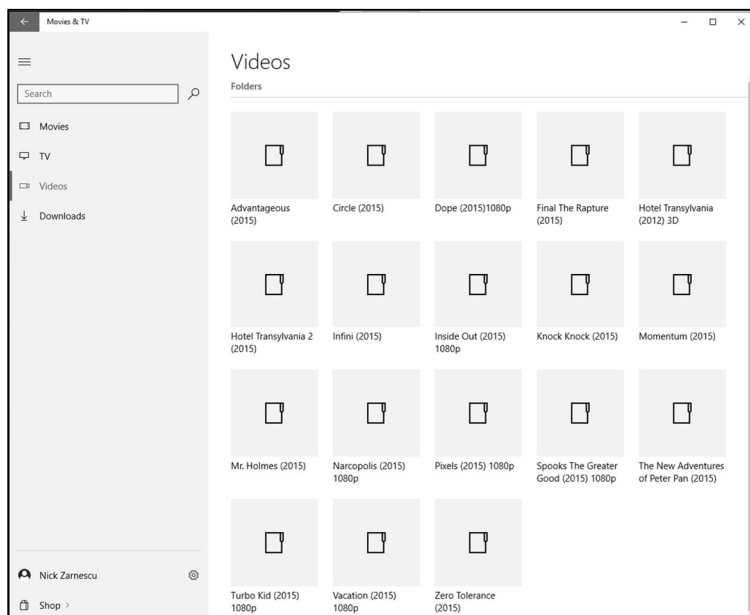 Movies & TV
Search
Movies
TV
Videos
Downloads
Nick Zarnescu
Shop
Videos
Folders
Advantageous
(2015)
Circle (2015)
Dope (2015)1080p
Final The Rapture
(2015)
Hotel Transylvania
(2012) 3D
Hotel Transylvania 2
(2015)
Infini (2015)
Inside Out (2015)
1080p
Knock Knock (2015)
Momentum (2015)
Mr. Holmes (2015)
Narcopolis (2015)
1080p
Pixels (2015) 1080p
Spooks The Greater
Good (2015) 1080p
The New Adventures
of Peter Pan (2015)
Turbo Kid (2015)
1080p
Vacation (2015)
1080p
Zero Tolerance
(2015)